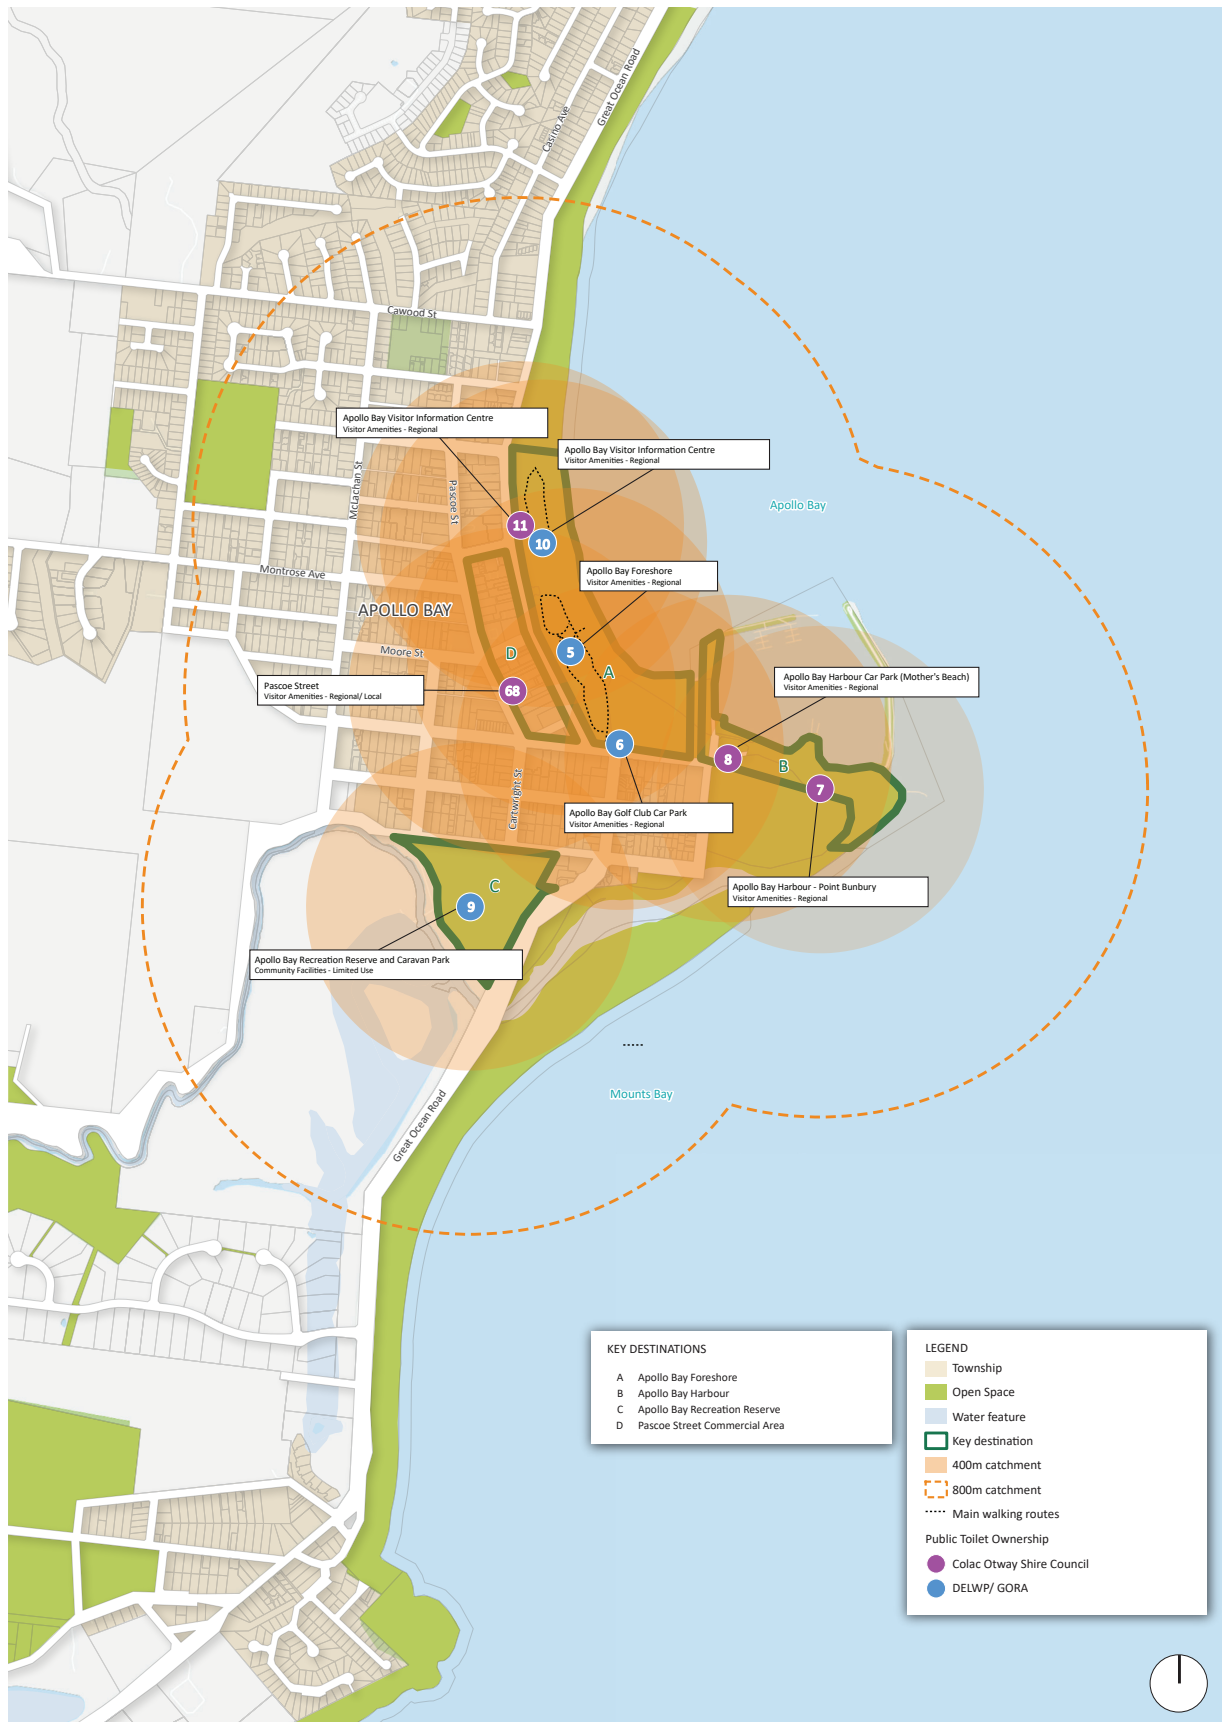 Great Ocean Road
Casino Ave
Cawood St
Apollo Bay Visitor Information Centre
Visitor Amenities - Regional
Apollo Bay Visitor Information Centre
Visitor Amenities - Regional
McLachan St
Pascoe St
Apollo Bay
11
10
Montrose Ave
Apollo Bay Foreshore
Visitor Amenities - Regional
APOLLO BAY
Moore St
D
5
A
Pascoe Street
Visitor Amenities - Regional/ Local
68
Apollo Bay Harbour Car Park (Mother's Beach)
Visitor Amenities - Regional
6
8
B
7
Cartwright St
Apollo Bay Golf Club Car Park
Visitor Amenities - Regional
C
9
Apollo Bay Harbour - Point Bunbury
Visitor Amenities - Regional
Apollo Bay Recreation Reserve and Caravan Park
Community Facilities - Limited Use
Mounts Bay
Great Ocean Road
KEY DESTINATIONS
A Apollo Bay Foreshore
B Apollo Bay Harbour
C Apollo Bay Recreation Reserve
D Pascoe Street Commercial Area
LEGEND
Township
Open Space
Water feature
Key destination
400m catchment
800m catchment
Main walking routes
Public Toilet Ownership
Colac Otway Shire Council
DELWP/ GORA